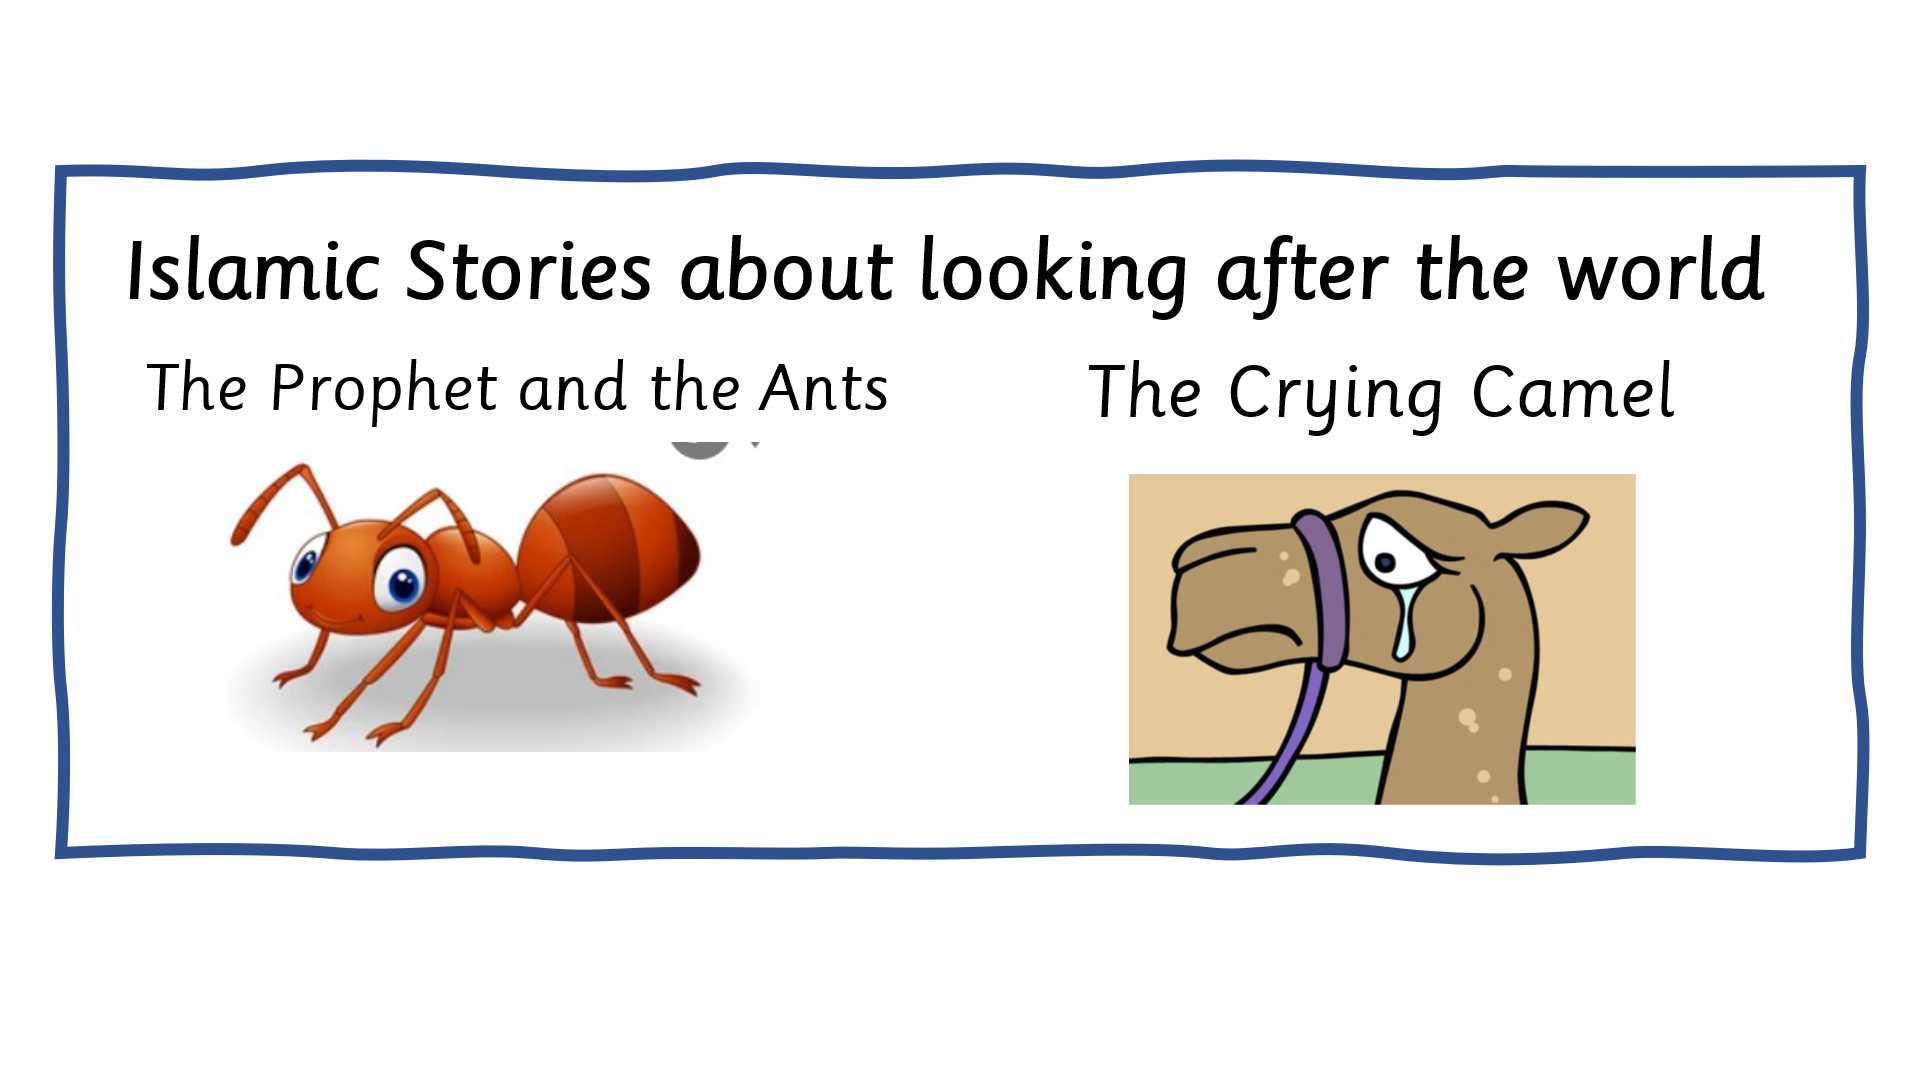 Islamic Stories about looking after the world
The Prophet and the Ants
The Crying Camel